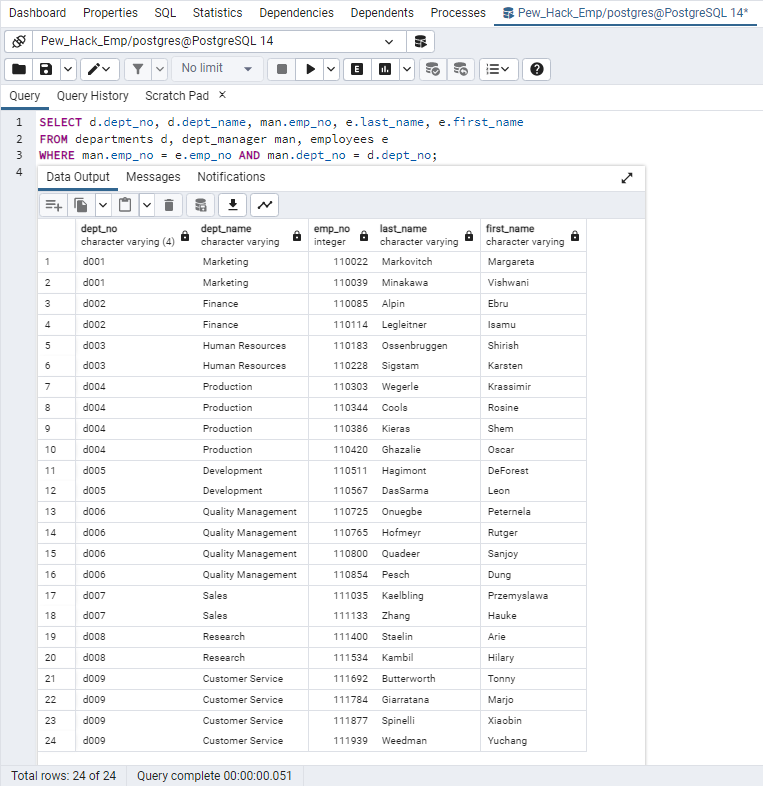 Dashboard Properties SQL Statistics Dependencies Dependents Processes Pew_Hack_Emp/postgres@PostgreSQL 14*
Pew_Hack_Emp/postgres@PostgreSQL 14
No limit
E
Query Query History Scratch Pad ×
1 SELECT d.dept_no, d.dept_name, man.emp_no, e.last_name, e.first_name
2 FROM departments d, dept_manager man, employees e
3 WHERE man.emp_no = e.emp_no AND man.dept_no = d.dept_no;
4
Data Output Messages Notifications
dept_no dept_name emp_no last_name first_name
character varying (4) character varying integer character varying character varying
1 d001 Marketing 110022 Markovitch Margareta
2 d001 Marketing 110039 Minakawa Vishwani
3 d002 Finance 110085 Alpin Ebru
4 d002 Finance 110114 Legleitner Isamu
5 d003 Human Resources 110183 Ossenbruggen Shirish
6 d003 Human Resources 110228 Sigstam Karsten
7 d004 Production 110303 Wegerle Krassimir
8 d004 Production 110344 Cools Rosine
9 d004 Production 110386 Kieras Shem
10 d004 Production 110420 Ghazalie Oscar
11 d005 Development 110511 Hagimont DeForest
12 d005 Development 110567 DasSarma Leon
13 d006 Quality Management 110725 Onuegbe Peternela
14 d006 Quality Management 110765 Hofmeyr Rutger
15 d006 Quality Management 110800 Quadeer Sanjoy
16 d006 Quality Management 110854 Pesch Dung
17 d007 Sales 111035 Kaelbling Przemyslawa
18 d007 Sales 111133 Zhang Hauke
19 d008 Research 111400 Staelin Arie
20 d008 Research 111534 Kambil Hilary
21 d009 Customer Service 111692 Butterworth Tonny
22 d009 Customer Service 111784 Giarratana Marjo
23 d009 Customer Service 111877 Spinelli Xiaobin
24 d009 Customer Service 111939 Weedman Yuchang
Total rows: 24 of 24 Query complete 00:00:00.051